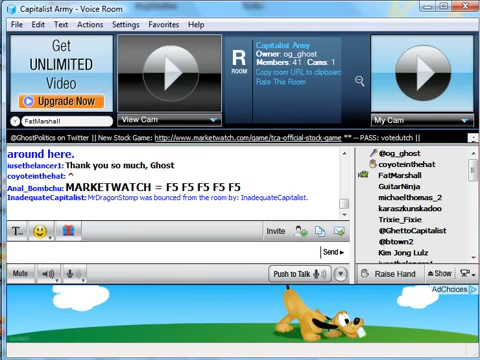 Capitalist Army - Voice Room
File Edit Text Actions Settings Favorites Help
Get
UNLIMITED
Video
Upgrade Now
FatMarshall
View Cam
R
ROOM
Capitalist Army
Owner: og_ghost
Members: 41 Cams: 1
Copy room URL to clipboard
Rate This Room
My Cam
@GhostPolitics on Twitter || New Stock Game: http://www.marketwatch.com/game/tca-official-stock-game ** -- PASS: votedutch ||
around here.
iusethelancer1: Thank you so much, Ghost
coyoteinthekat: ^
Anal_Bombchu: MARKETWATCH = F5 F5 F5 F5 F5
InadequateCapitalist: MrDragonStomp was bounced from the room by: InadequateCapitalist.
@og_ghost
coyoteinthekat
FatMarshall
GuitarNinja
michaelthomas_2
karaszkunskadoo
Trixie_Fixie
@GhettoCapitalist
@btown2
Kim Jong Lulz
T..
Invite
Send
Mute
Push to Talk
Raise Hand
Show
AdChoices